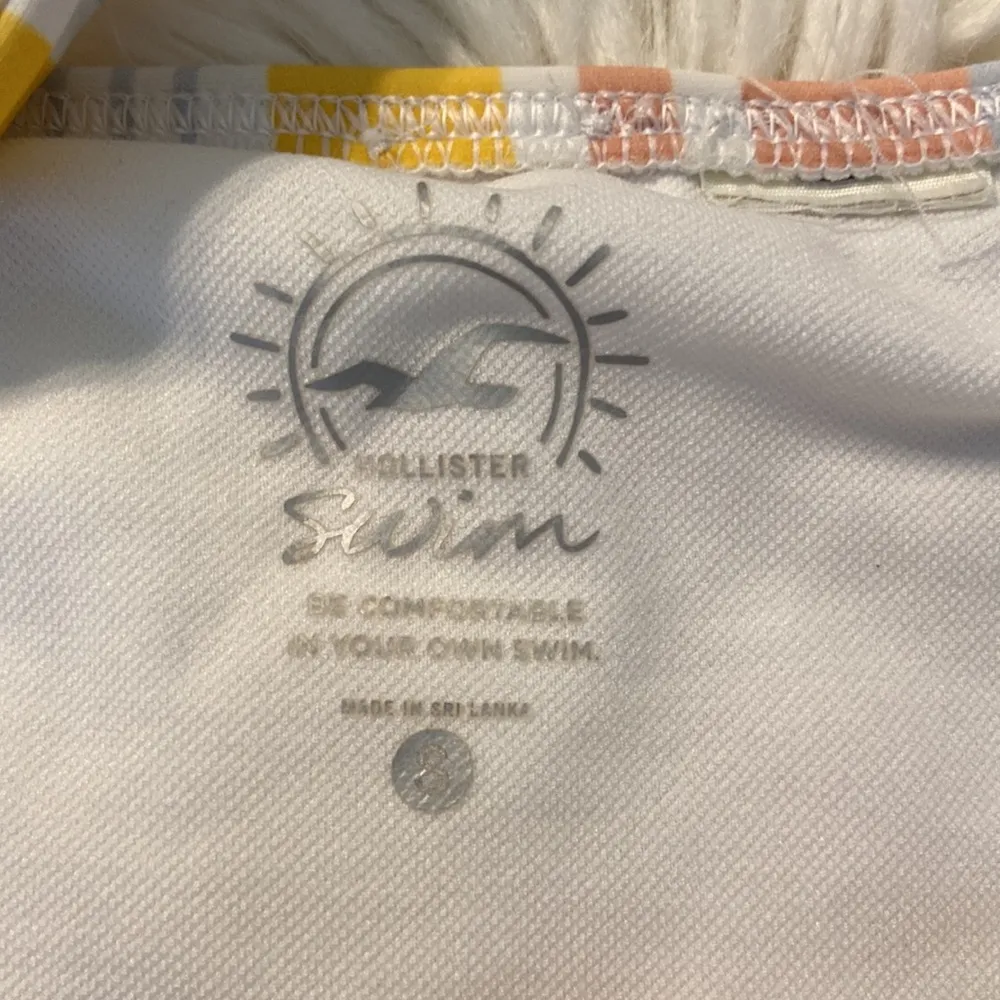 HOLLISTER
Swim
BE COMFORTABLE
IN YOUR OWN SWIM.
MADE IN SRI LANKA
S